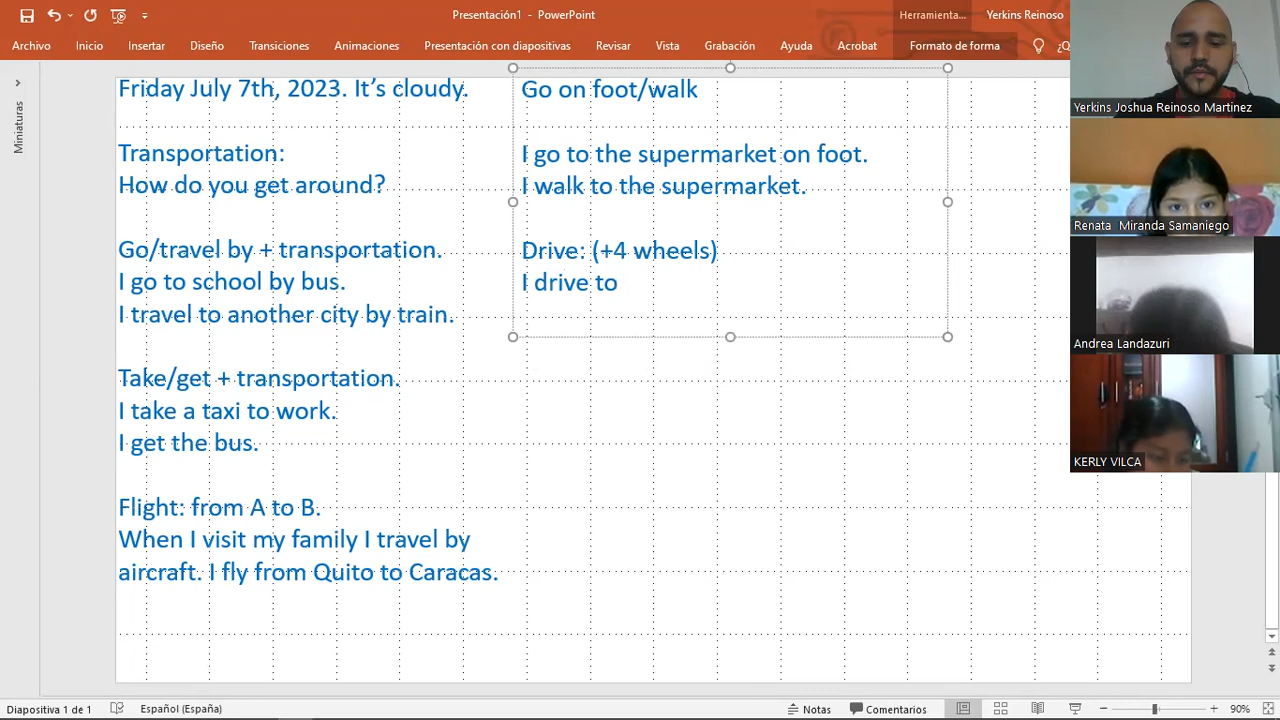 Presentación1 - PowerPoint
Herramienta...
Yerkins Reinoso
Archivo
Inicio
Insertar
Diseño
Transiciones
Animaciones
Presentación con diapositivas
Revisar
Vista
Grabación
Ayuda
Acrobat
Formato de forma
¿Q
Miniaturas
Friday July 7th, 2023. It’s cloudy.
Transportation:
How do you get around?
Go/travel by + transportation.
I go to school by bus.
I travel to another city by train.
Take/get + transportation.
I take a taxi to work.
I get the bus.
Flight: from A to B.
When I visit my family I travel by
aircraft. I fly from Quito to Caracas.
Go on foot/walk
I go to the supermarket on foot.
I walk to the supermarket.
Drive: (+4 wheels)
I drive to
Yerkins Joshua Reinoso Martínez
Renata Miranda Samaniego
Andrea Landazuri
KERLY VILCA
Diapositiva 1 de 1
Español (España)
Notas
Comentarios
90%